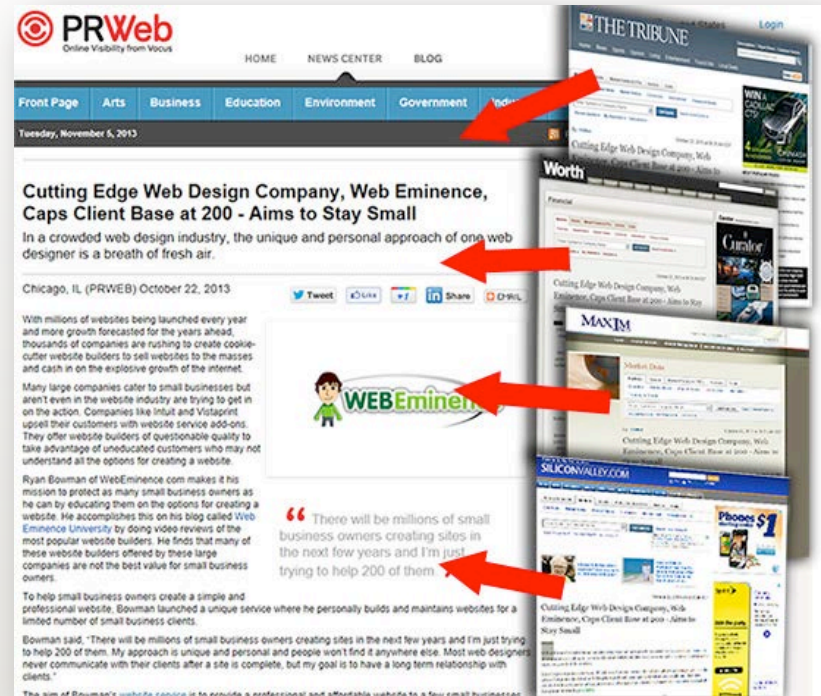 PRWeb
Online Visibility from Vocus
HOME NEWS CENTER BLOG
Login
Front Page Arts Business Education Environment Government
Tuesday, November 5, 2013
Cutting Edge Web Design Company, Web Eminence,
Caps Client Base at 200 - Aims to Stay Small
In a crowded web design industry, the unique and personal approach of one web
designer is a breath of fresh air.
Chicago, IL (PRWEB) October 22, 2013
Tweet Like +1 Share EMAIL
With millions of websites being launched every year
and more growth forecasted for the years ahead,
thousands of companies are rushing to create cookie-
cutter website builders to sell websites to the masses
and cash in on the explosive growth of the internet.
Many large companies cater to small businesses but
aren't even in the website industry are trying to get in
on the action. Companies like Intuit and Vistaprint
upsell their customers with website service add-ons.
They offer website builders of questionable quality to
take advantage of uneducated customers who may not
understand all the options for creating a website.
Ryan Bowman of WebEminence com makes it his
mission to protect as many small business owners as
he can by educating them on the options for creating a
website. He accomplishes this on his blog called Web
Eminence University by doing video reviews of the
most popular website builders. He finds that many of
these website builders offered by these large
companies are not the best value for small business
owners.
WEBEminen
“ There will be millions of small
business owners creating sites in
the next few years and I'm just
trying to help 200 of them
To help small business owners create a simple and
professional website, Bowman launched a unique service where he personally builds and maintains websites for a
limited number of small business clients.
Bowman said, "There will be millions of small business owners creating sites in the next few years and I'm just trying
to help 200 of them. My approach is unique and personal and people won't find it anywhere else. Most web designers
never communicate with their clients after a site is complete, but my goal is to have a long term relationship with
clients."
The aim of Bowman's website service is to provide a professional and affordable website to a few small businesses
THE TRIBUNE
WIN A
CADILLAC
CTS!
Cutting Edge Web Design Company, Web
Worth
Financial
Curator
Cutting Edge Web Design Company, Web
Eminence, Caps Client Base at 200 - Aims to Stay
Small
MAXIM
Market Data
Cutting Edge Web Design Company, Web
Eminence, Caps Client Base at 200 - Aims to
SILICONVALLEY.COM
Phones $1
Cutting Edge Web Design Company, Web
Eminence, Caps Client Base at 200 - Aims to
Stay Small